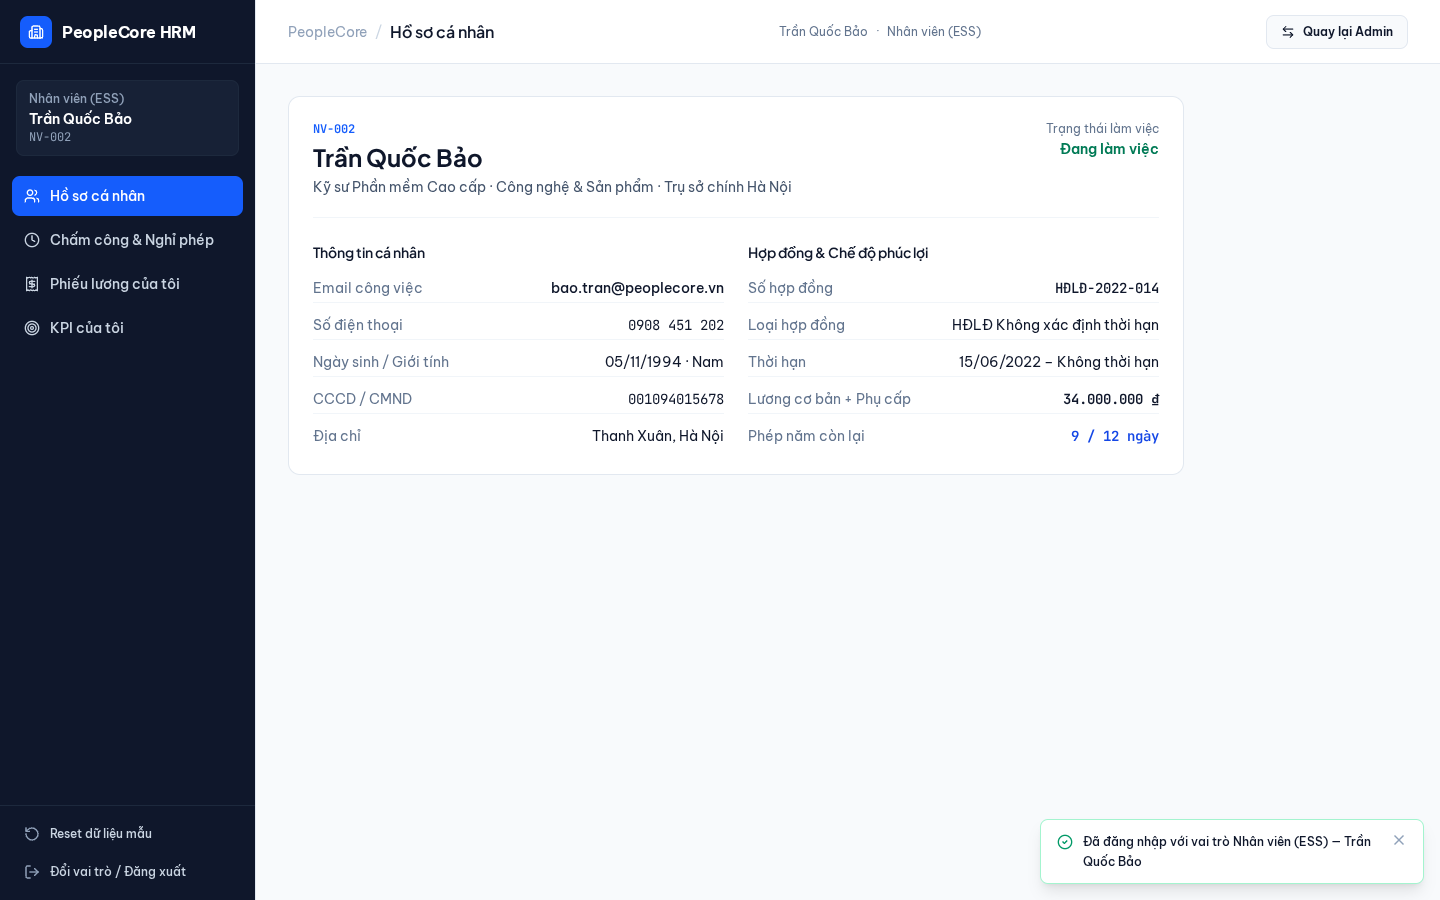 PeopleCore HRM
Nhân viên (ESS)
Trần Quốc Bảo
NV-002
Hồ sơ cá nhân
Chấm công & Nghỉ phép
Phiếu lương của tôi
KPI của tôi
Reset dữ liệu mẫu
Đổi vai trò / Đăng xuất
PeopleCore / Hồ sơ cá nhân
Trần Quốc Bảo · Nhân viên (ESS)
Quay lại Admin
NV-002
Trần Quốc Bảo
Kỹ sư Phần mềm Cao cấp · Công nghệ & Sản phẩm · Trụ sở chính Hà Nội
Trạng thái làm việc
Đang làm việc
Thông tin cá nhân
Email công việc bao.tran@peoplecore.vn
Số điện thoại 0908 451 202
Ngày sinh / Giới tính 05/11/1994 · Nam
CCCD / CMND 001094015678
Địa chỉ Thanh Xuân, Hà Nội
Hợp đồng & Chế độ phúc lợi
Số hợp đồng HĐLĐ-2022-014
Loại hợp đồng HĐLĐ Không xác định thời hạn
Thời hạn 15/06/2022 – Không thời hạn
Lương cơ bản + Phụ cấp 34.000.000 ₫
Phép năm còn lại 9 / 12 ngày
Đã đăng nhập với vai trò Nhân viên (ESS) — Trần
Quốc Bảo